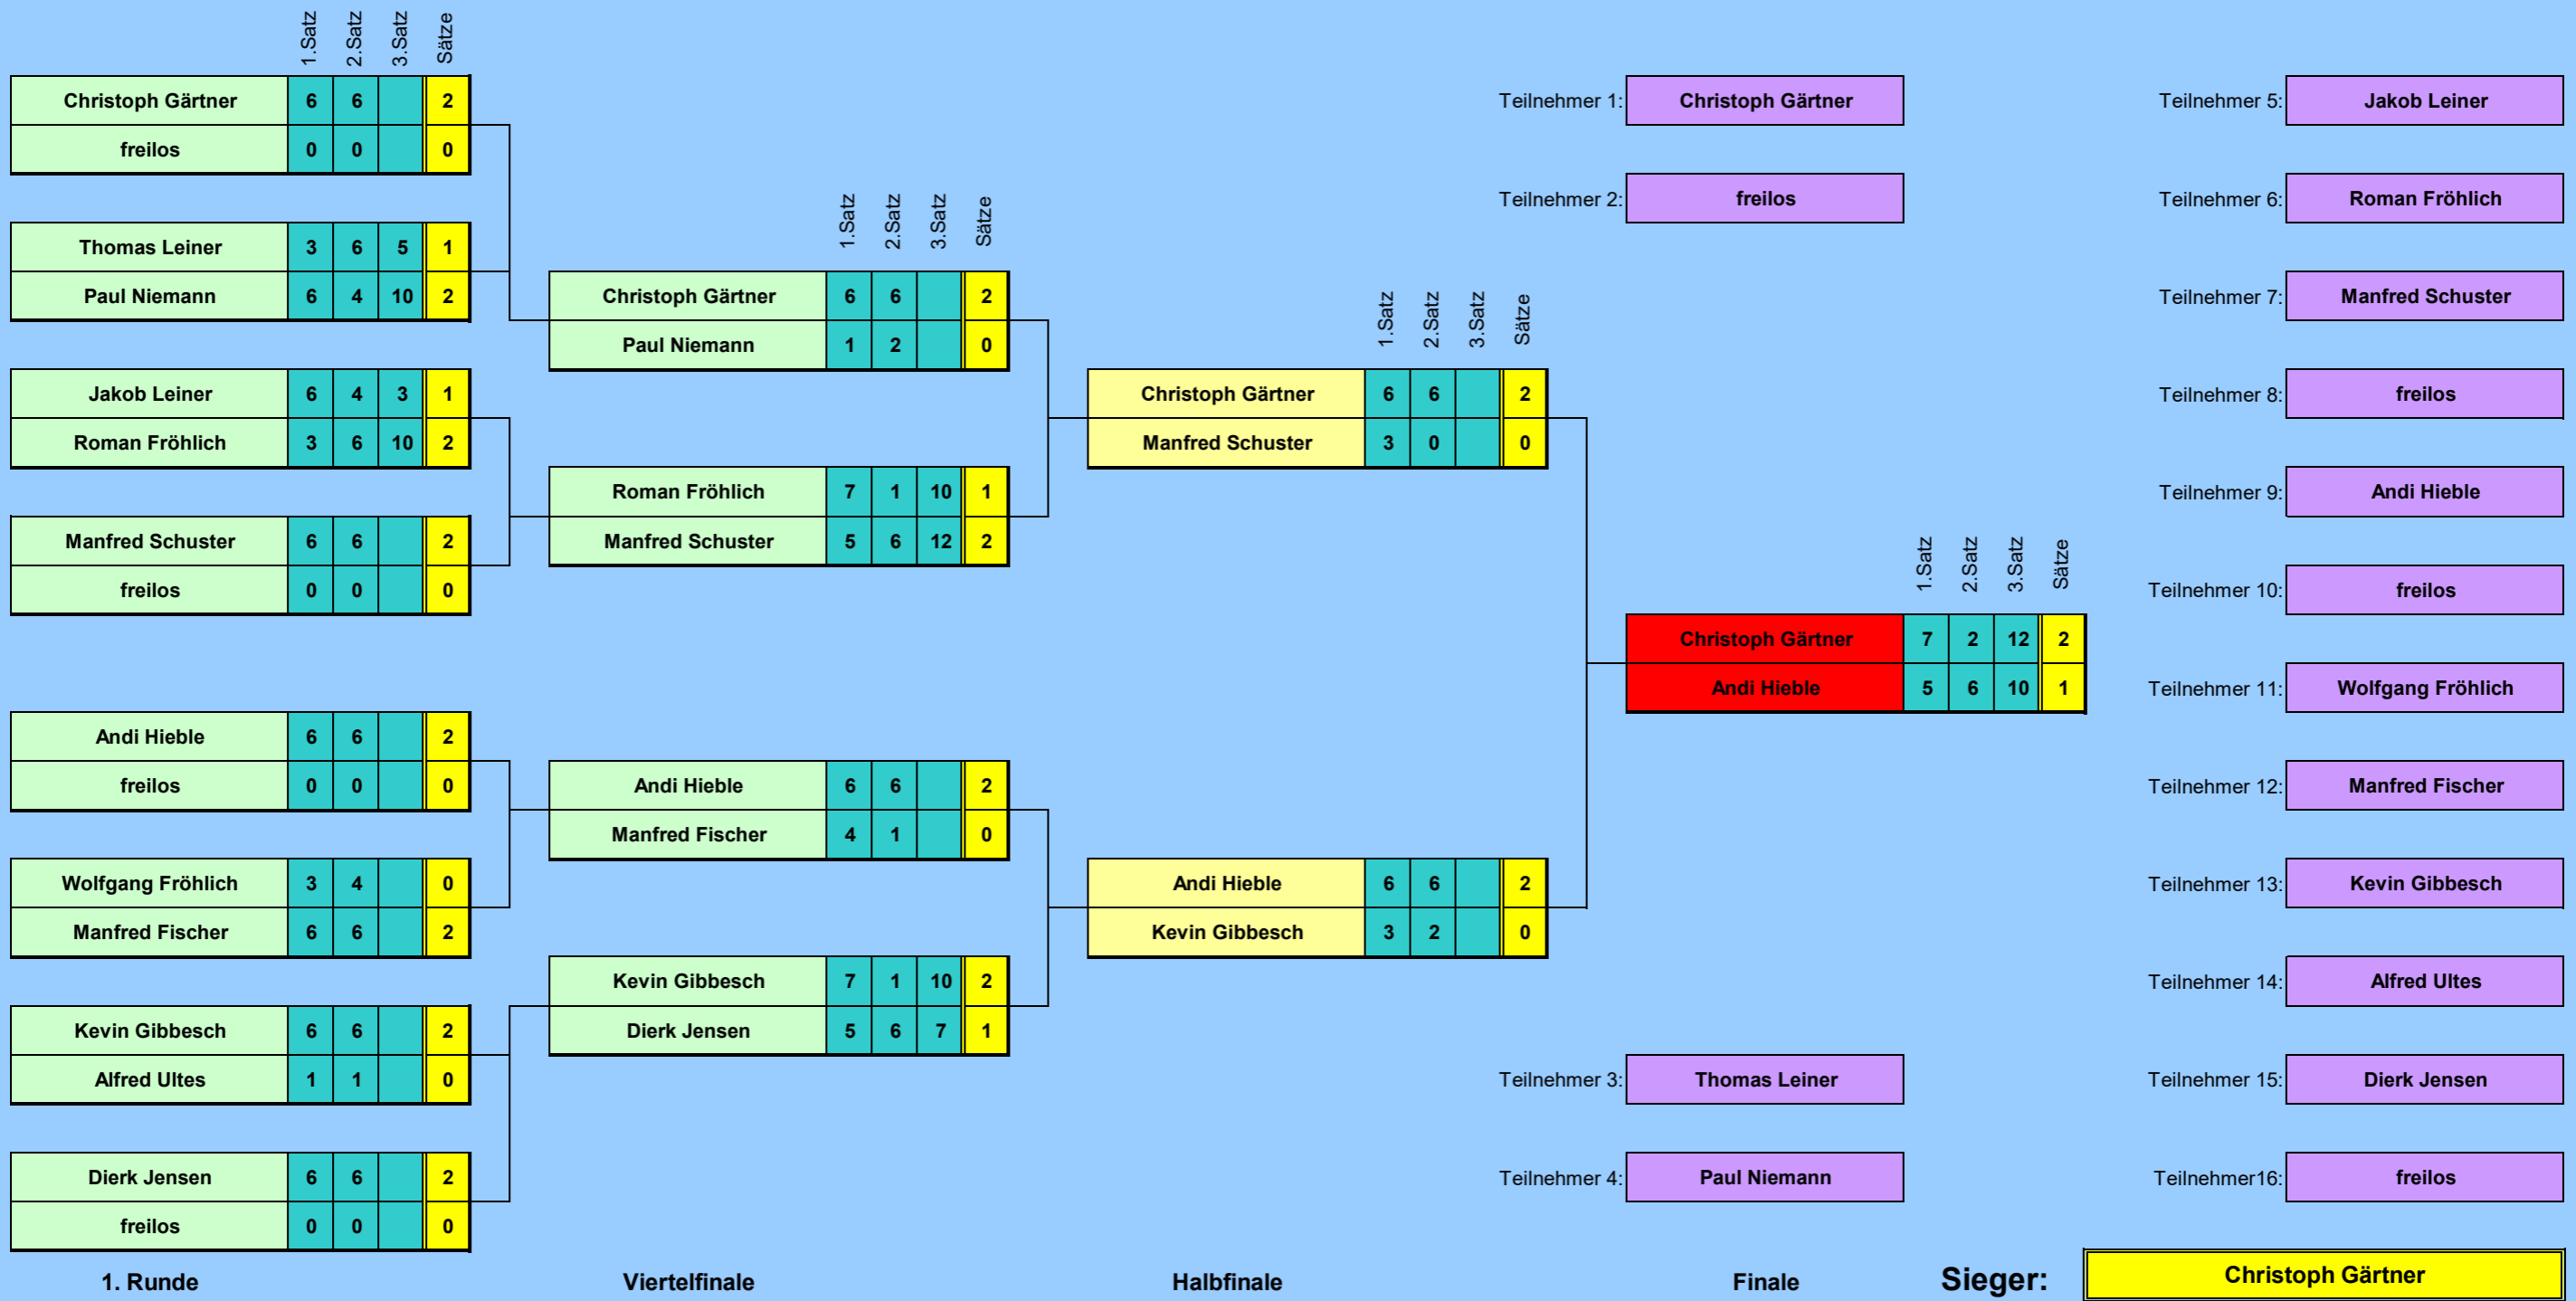 1.Satz 2.Satz 3.Satz Sätze
Christoph Gärtner 6 6 2
freilos 0 0 0
Thomas Leiner 3 6 5 1
Paul Niemann 6 4 10 2
Jakob Leiner 6 4 3 1
Roman Fröhlich 3 6 10 2
Manfred Schuster 6 6 2
freilos 0 0 0
Andi Hieble 6 6 2
freilos 0 0 0
Wolfgang Fröhlich 3 4 0
Manfred Fischer 6 6 2
Kevin Gibbesch 6 6 2
Alfred Ultes 1 1 0
Dierk Jensen 6 6 2
freilos 0 0 0
1. Runde
1.Satz 2.Satz 3.Satz Sätze
Christoph Gärtner 6 6 2
Paul Niemann 1 2 0
Roman Fröhlich 7 1 10 1
Manfred Schuster 5 6 12 2
Andi Hieble 6 6 2
Manfred Fischer 4 1 0
Kevin Gibbesch 7 1 10 2
Dierk Jensen 5 6 7 1
Viertelfinale
1.Satz 2.Satz 3.Satz Sätze
Christoph Gärtner 6 6 2
Manfred Schuster 3 0 0
Andi Hieble 6 6 2
Kevin Gibbesch 3 2 0
Halbfinale
Teilnehmer 1: Christoph Gärtner
Teilnehmer 2: freilos
1.Satz 2.Satz 3.Satz Sätze
Christoph Gärtner 7 2 12 2
Andi Hieble 5 6 10 1
Teilnehmer 3: Thomas Leiner
Teilnehmer 4: Paul Niemann
Finale
Teilnehmer 5: Jakob Leiner
Teilnehmer 6: Roman Fröhlich
Teilnehmer 7: Manfred Schuster
Teilnehmer 8: freilos
Teilnehmer 9: Andi Hieble
Teilnehmer 10: freilos
Teilnehmer 11: Wolfgang Fröhlich
Teilnehmer 12: Manfred Fischer
Teilnehmer 13: Kevin Gibbesch
Teilnehmer 14: Alfred Ultes
Teilnehmer 15: Dierk Jensen
Teilnehmer16: freilos
Sieger: Christoph Gärtner